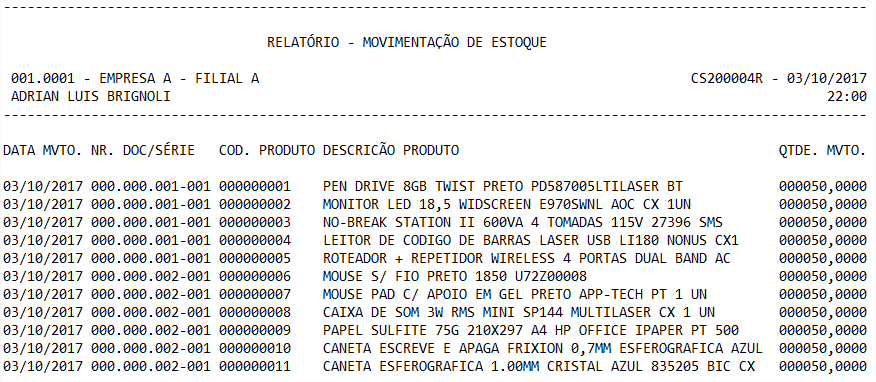 RELATÓRIO - MOVIMENTAÇÃO DE ESTOQUE
001.0001 - EMPRESA A - FILIAL A CS200004R - 03/10/2017
ADRIAN LUIS BRIGNOLI 22:00
DATA MVTO. NR. DOC/SÉRIE COD. PRODUTO DESCRICÃO PRODUTO QTDE. MVTO.
03/10/2017 000.000.001-001 000000001 PEN DRIVE 8GB TWIST PRETO PD587005LTILASER BT 000050,0000
03/10/2017 000.000.001-001 000000002 MONITOR LED 18,5 WIDSCREEN E970SWNL AOC CX 1UN 000050,0000
03/10/2017 000.000.001-001 000000003 NO-BREAK STATION II 600VA 4 TOMADAS 115V 27396 SMS 000050,0000
03/10/2017 000.000.001-001 000000004 LEITOR DE CODIGO DE BARRAS LASER USB LI180 NONUS CX1 000050,0000
03/10/2017 000.000.001-001 000000005 ROTEADOR + REPETIDOR WIRELESS 4 PORTAS DUAL BAND AC 000050,0000
03/10/2017 000.000.002-001 000000006 MOUSE S/ FIO PRETO 1850 U72Z00008 000050,0000
03/10/2017 000.000.002-001 000000007 MOUSE PAD C/ APOIO EM GEL PRETO APP-TECH PT 1 UN 000050,0000
03/10/2017 000.000.002-001 000000008 CAIXA DE SOM 3W RMS MINI SP144 MULTILASER CX 1 UN 000050,0000
03/10/2017 000.000.002-001 000000009 PAPEL SULFITE 75G 210X297 A4 HP OFFICE IPAPER PT 500 000050,0000
03/10/2017 000.000.002-001 000000010 CANETA ESCREVE E APAGA FRIXION 0,7MM ESFEROGRAFICA AZUL 000050,0000
03/10/2017 000.000.002-001 000000011 CANETA ESFEROGRAFICA 1.00MM CRISTAL AZUL 835205 BIC CX 000050,0000